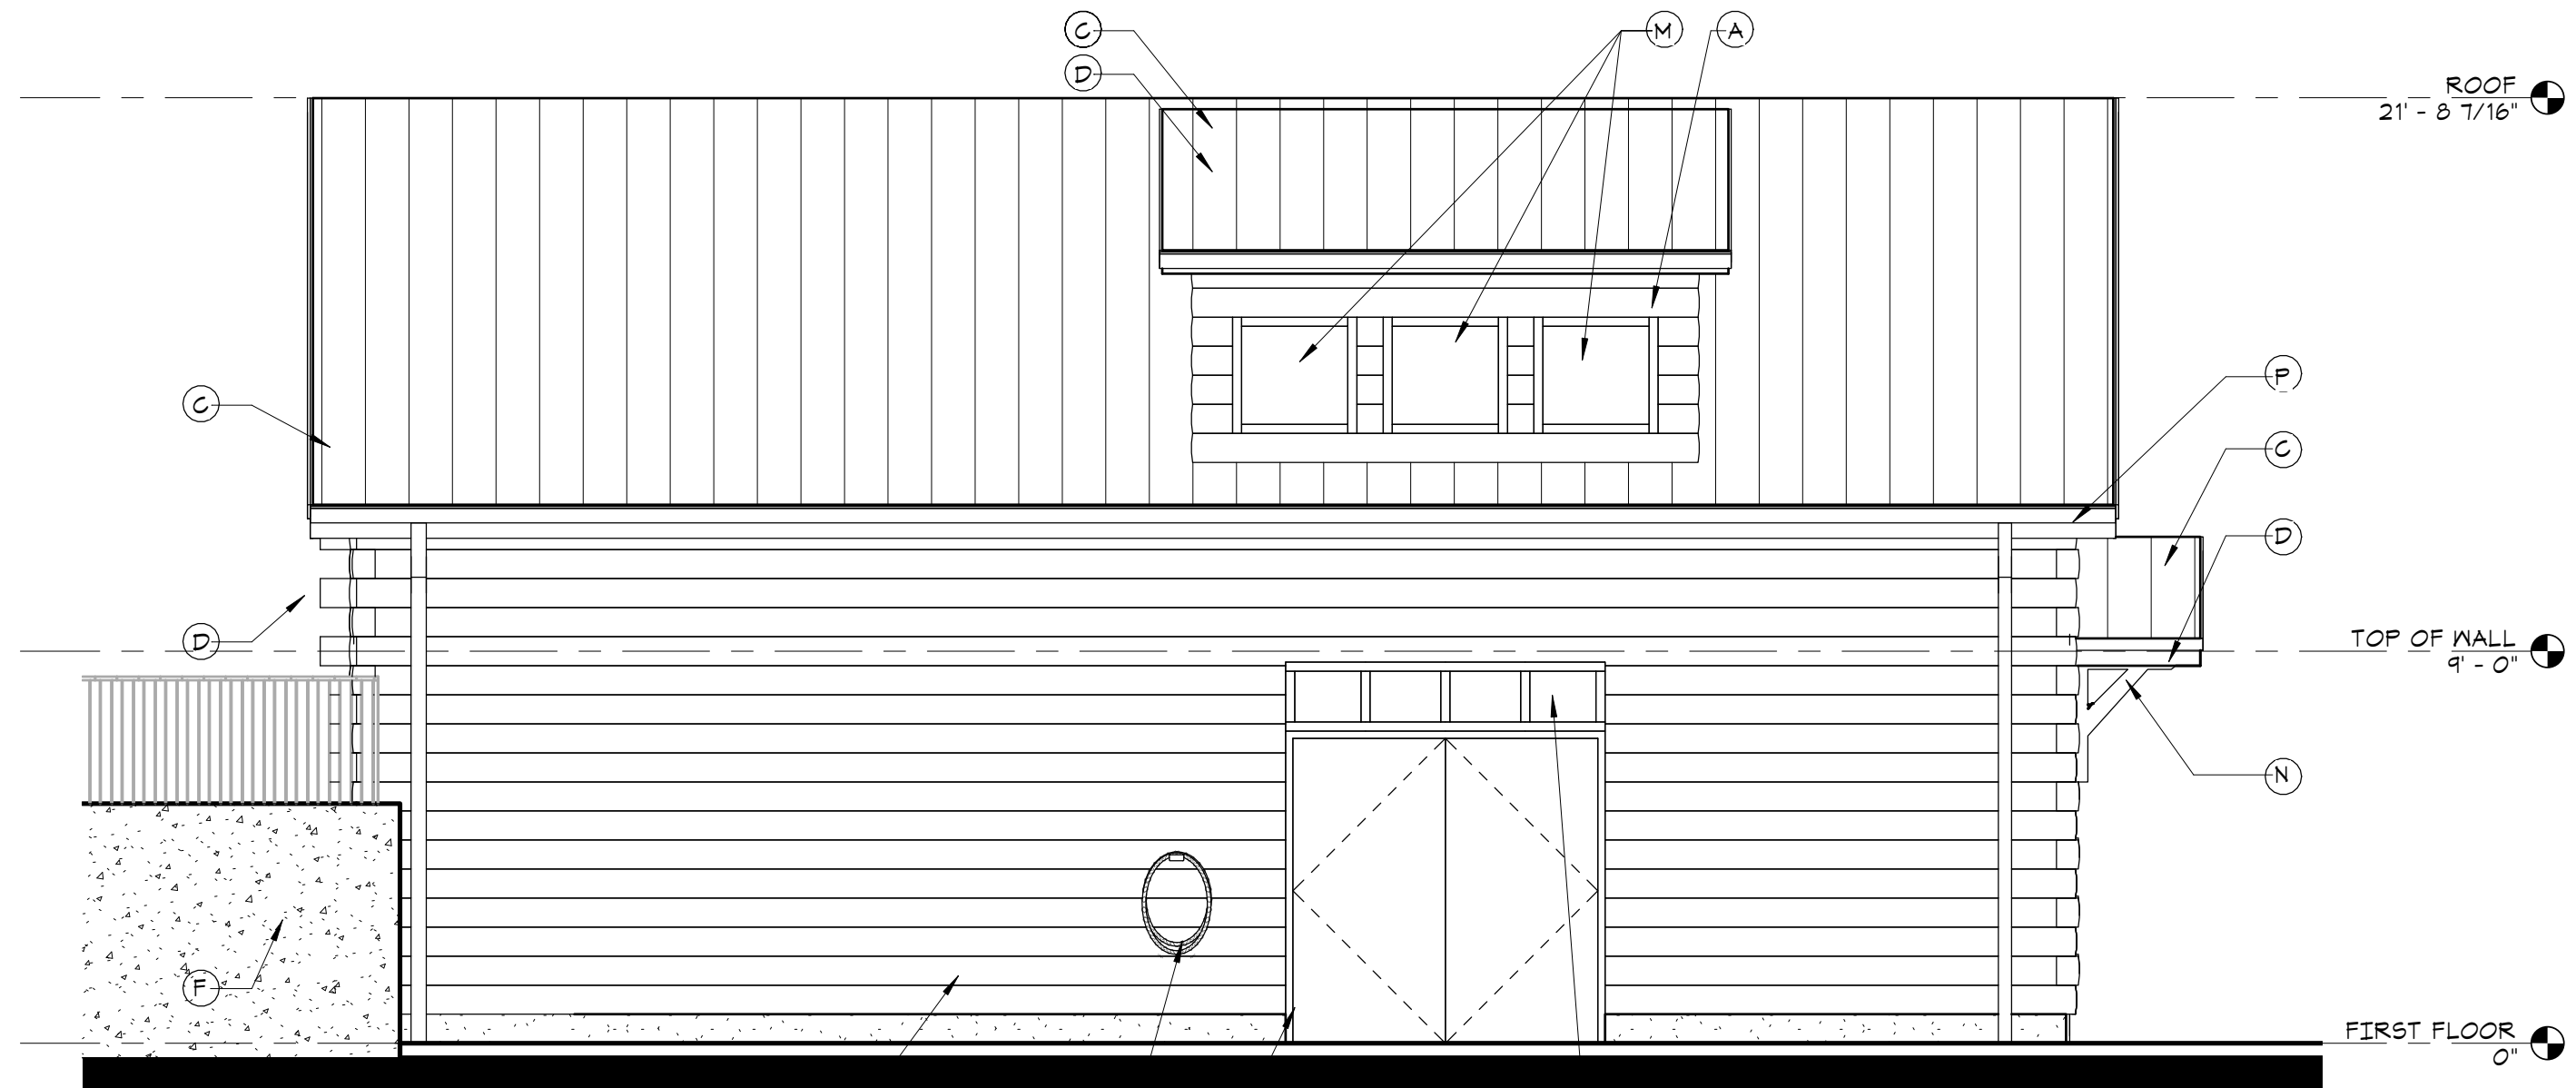 C
M
A
D
ROOF
21' - 8 7/16"
P
C
C
D
D
TOP OF WALL
9' - 0"
N
F
FIRST FLOOR
0"